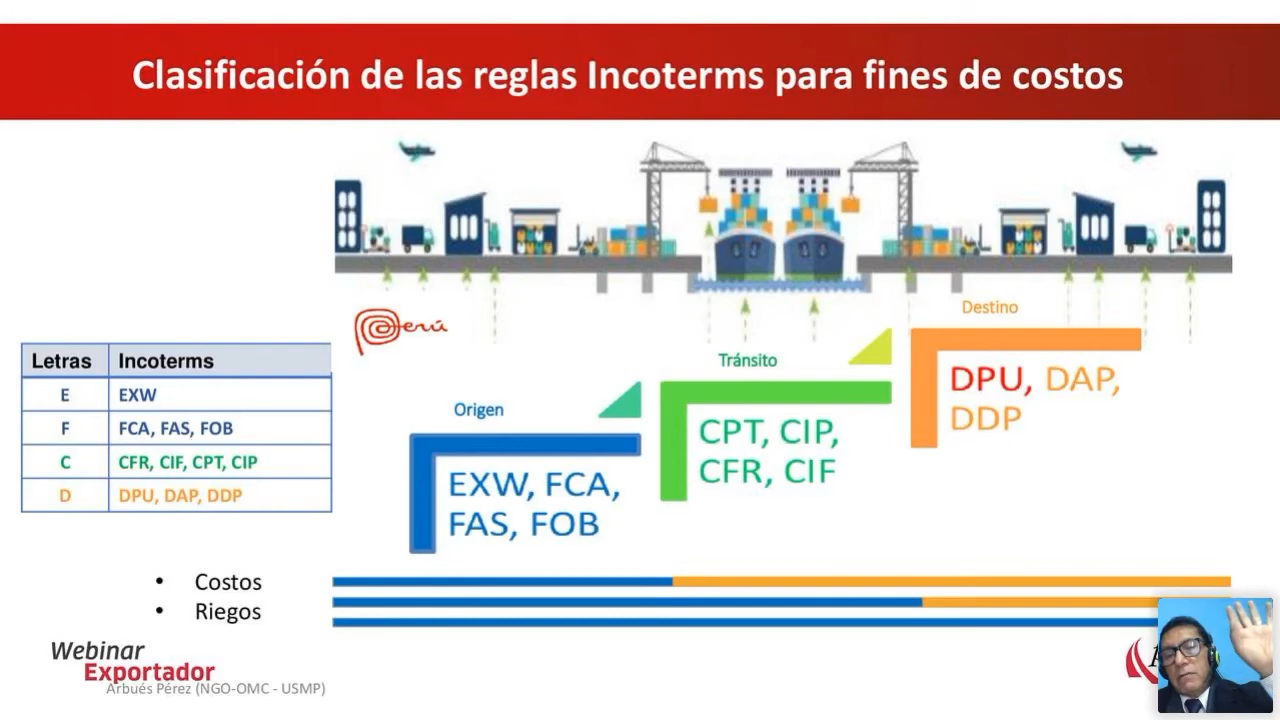 Clasificación de las reglas Incoterms para fines de costos
Perú
Destino
Letras Incoterms
E EXW
F FCA, FAS, FOB
C CFR, CIF, CPT, CIP
D DPU, DAP, DDP
Tránsito
DPU, DAP,
DDP
Origen
CPT, CIP,
CFR, CIF
EXW, FCA,
FAS, FOB
• Costos
• Riegos
Webinar
Exportador
Arbués Pérez (NGO-OMC - USMP)